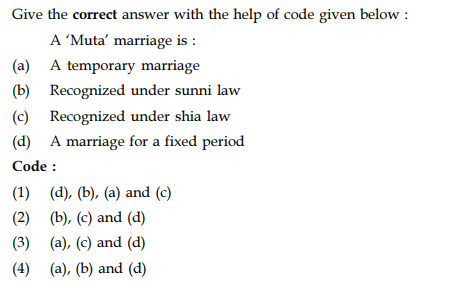 Give the correct answer with the help of code given below :
A ‘Muta’ marriage is :
(a) A temporary marriage
(b) Recognized under sunni law
(c) Recognized under shia law
(d) A marriage for a fixed period
Code :
(1) (d), (b), (a) and (c)
(2) (b), (c) and (d)
(3) (a), (c) and (d)
(4) (a), (b) and (d)